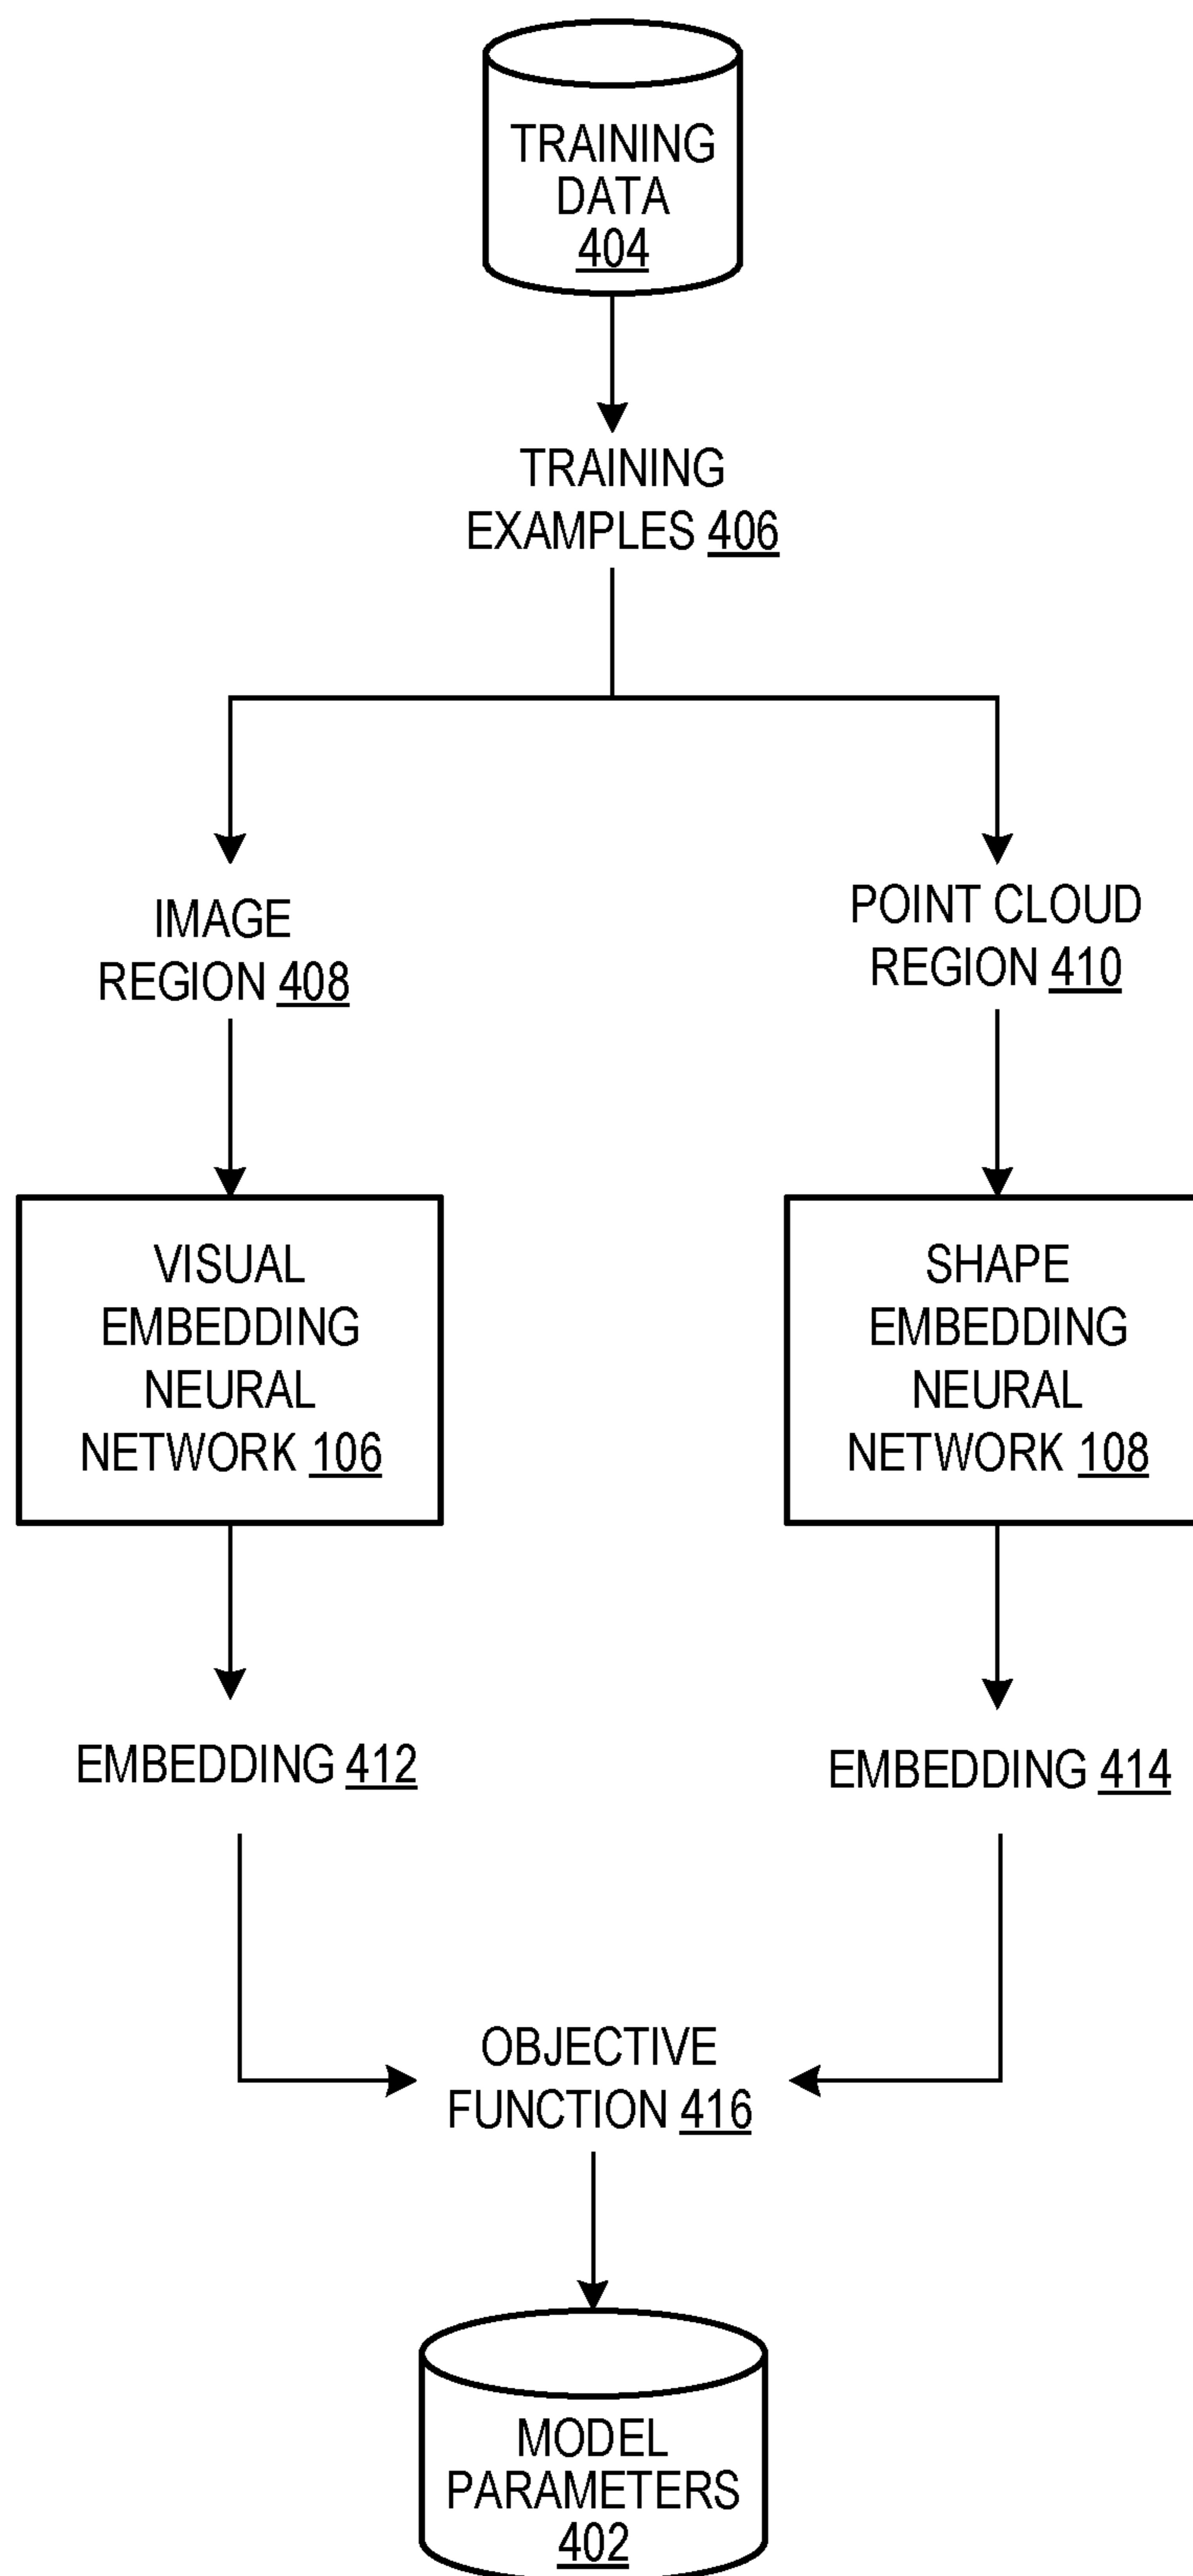 TRAINING
DATA
404
TRAINING
EXAMPLES 406
IMAGE
REGION 408
POINT CLOUD
REGION 410
VISUAL
EMBEDDING
NEURAL
NETWORK 106
SHAPE
EMBEDDING
NEURAL
NETWORK 108
EMBEDDING 412
EMBEDDING 414
OBJECTIVE
FUNCTION 416
MODEL
PARAMETERS
402